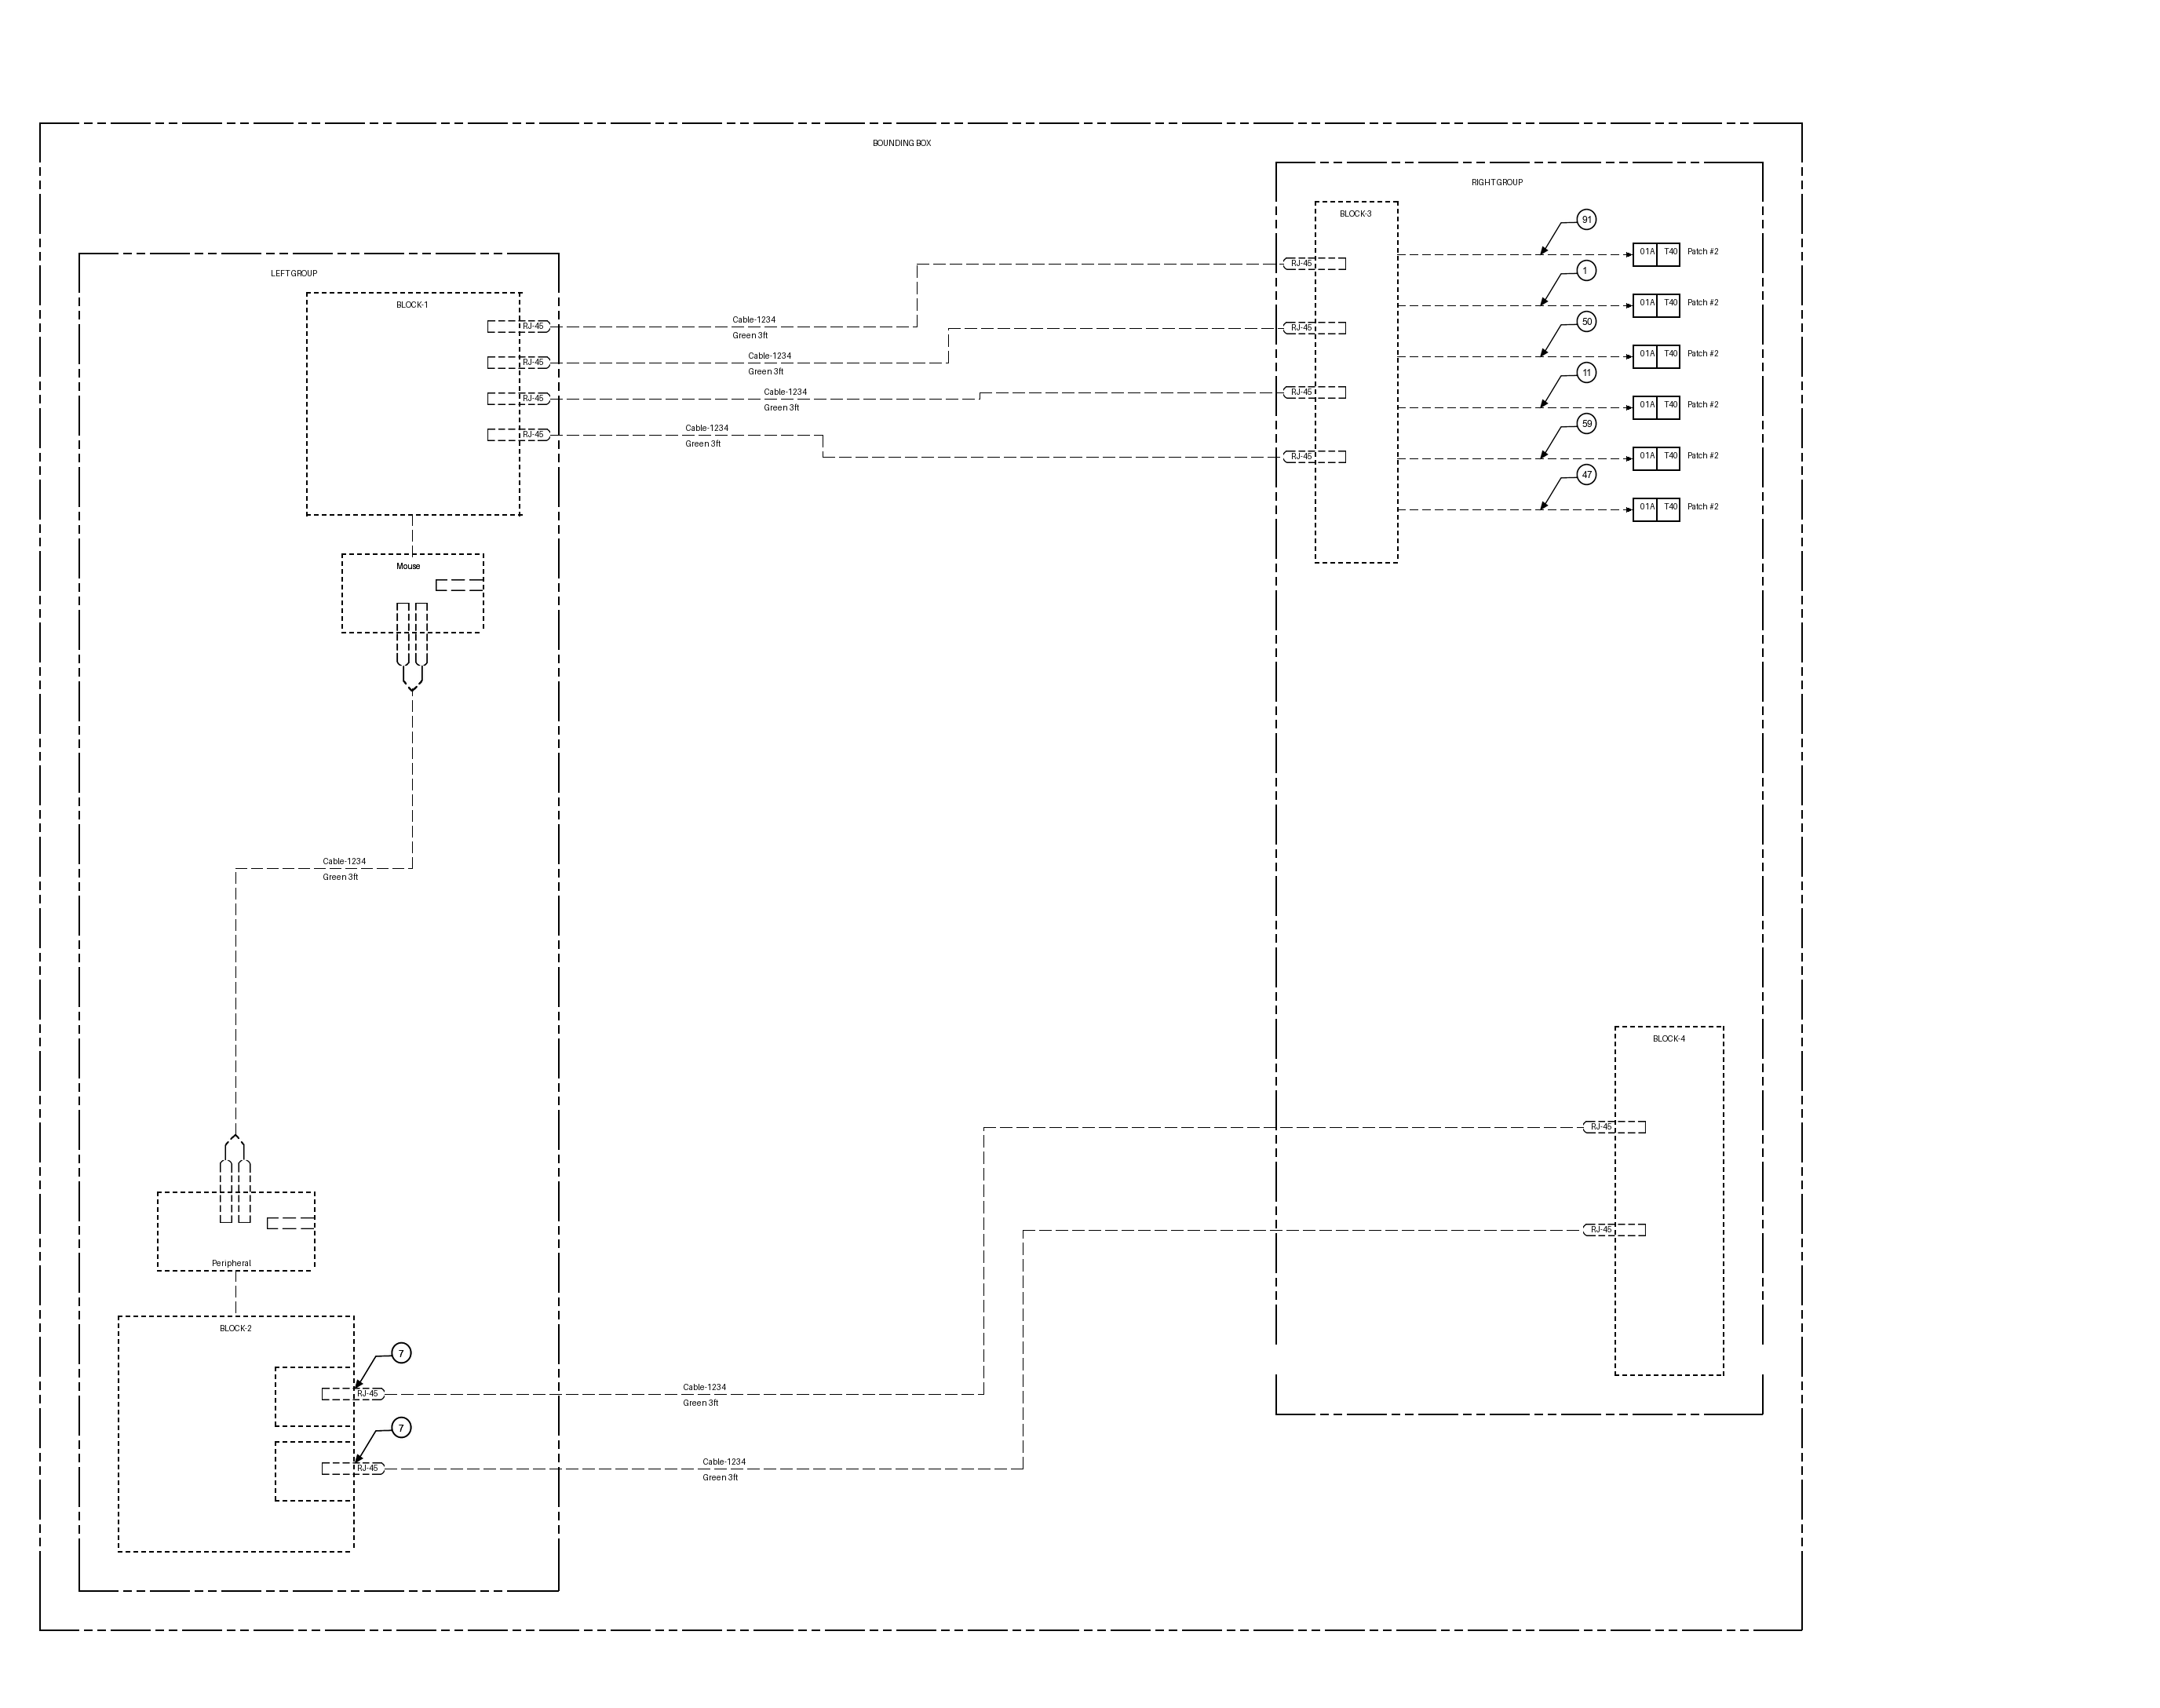 BOUNDING BOX
RIGHT GROUP
BLOCK-3
91
01A T40 Patch #2
1
01A T40 Patch #2
50
01A T40 Patch #2
11
01A T40 Patch #2
59
01A T40 Patch #2
47
01A T40 Patch #2
RJ-45
RJ-45
RJ-45
RJ-45
LEFT GROUP
BLOCK-1
RJ-45
Cable-1234
Green 3ft
RJ-45
Cable-1234
Green 3ft
RJ-45
Cable-1234
Green 3ft
RJ-45
Cable-1234
Green 3ft
Mouse
Cable-1234
Green 3ft
BLOCK-4
RJ-45
RJ-45
Peripheral
BLOCK-2
7
RJ-45
Cable-1234
Green 3ft
7
RJ-45
Cable-1234
Green 3ft